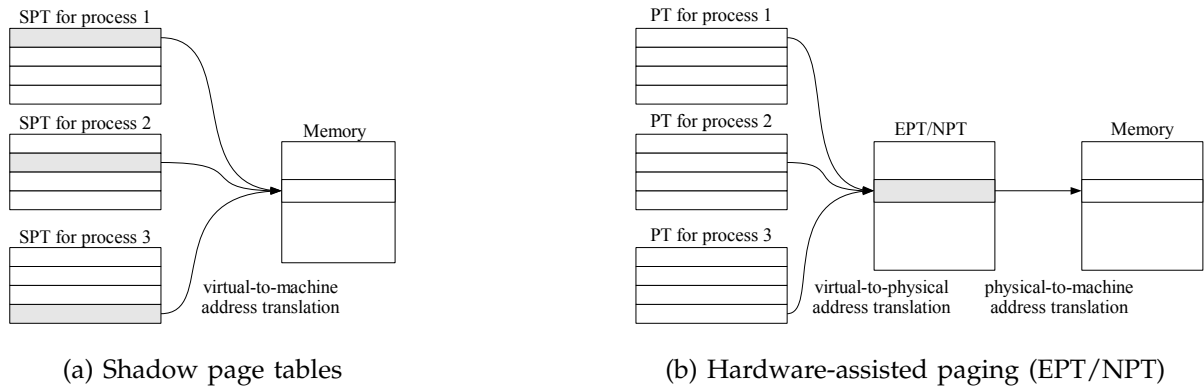 SPT for process 1
SPT for process 2
SPT for process 3
Memory
virtual-to-machine
address translation
(a) Shadow page tables
PT for process 1
PT for process 2
PT for process 3
EPT/NPT
Memory
virtual-to-physical
address translation
physical-to-machine
address translation
(b) Hardware-assisted paging (EPT/NPT)